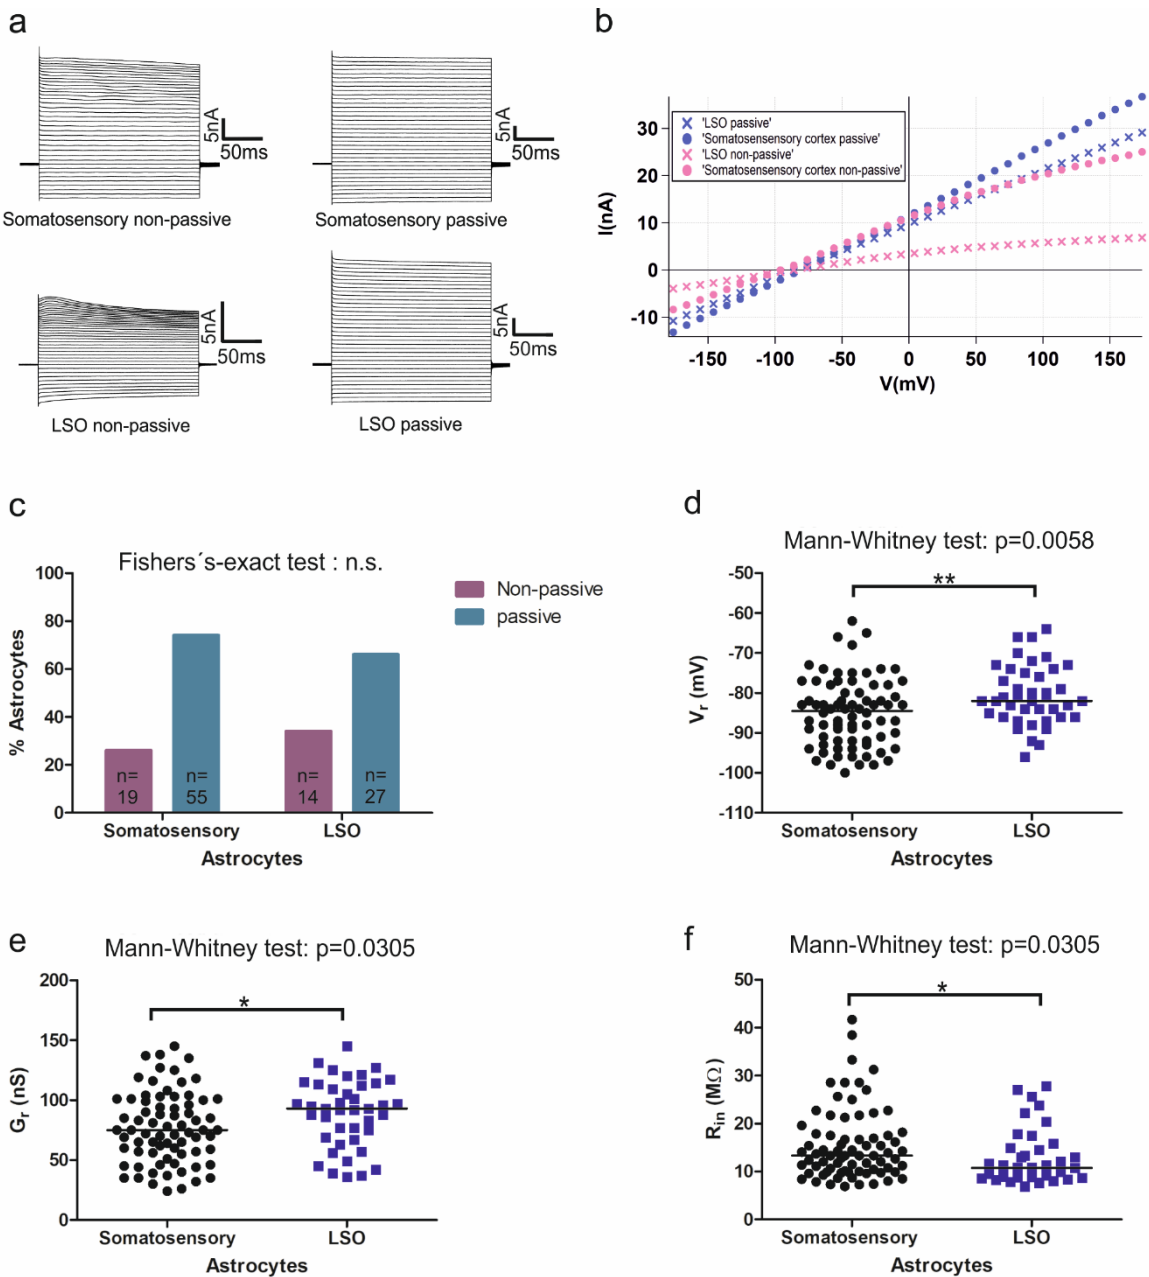 a
5nA
50ms
Somatosensory non-passive
5nA
50ms
Somatosensory passive
5nA
50ms
LSO non-passive
5nA
50ms
LSO passive
b
'LSO passive'
'Somatosensensory cortex passive'
'LSO non-passive'
'Somatosensensory cortex non-passive'
I(nA)
30
20
10
0
-10
-150
-100
-50
0
50
100
150
V(mV)
c
Fishers´s-exact test : n.s.
Non-passive
passive
% Astrocytes
100
80
60
40
20
0
n=
19
n=
55
n=
14
n=
27
Somatosensory
LSO
Astrocytes
d
Mann-Whitney test: p=0.0058
**
Vr (mV)
-50
-60
-70
-80
-90
-100
-110
Somatosensory
LSO
Astrocytes
e
Mann-Whitney test: p=0.0305
*
Gr (nS)
200
150
100
50
0
Somatosensory
LSO
Astrocytes
f
Mann-Whitney test: p=0.0305
*
Rin (MΩ)
50
40
30
20
10
0
Somatosensory
LSO
Astrocytes